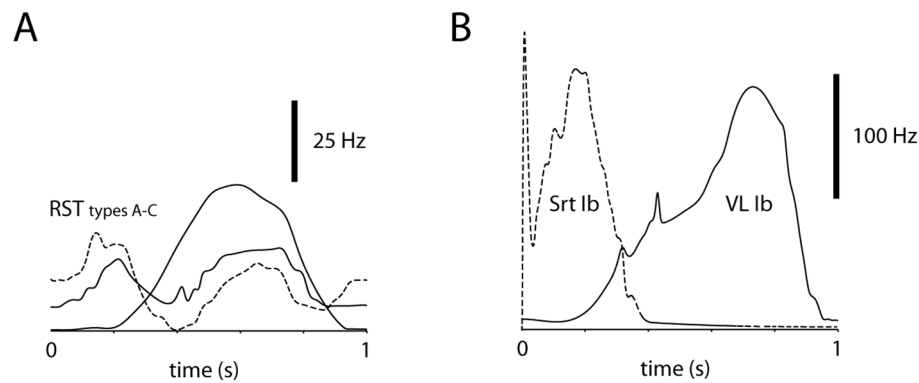 A
25 Hz
RST types A-C
0
1
time (s)
B
100 Hz
Srt Ib
VL Ib
0
1
time (s)